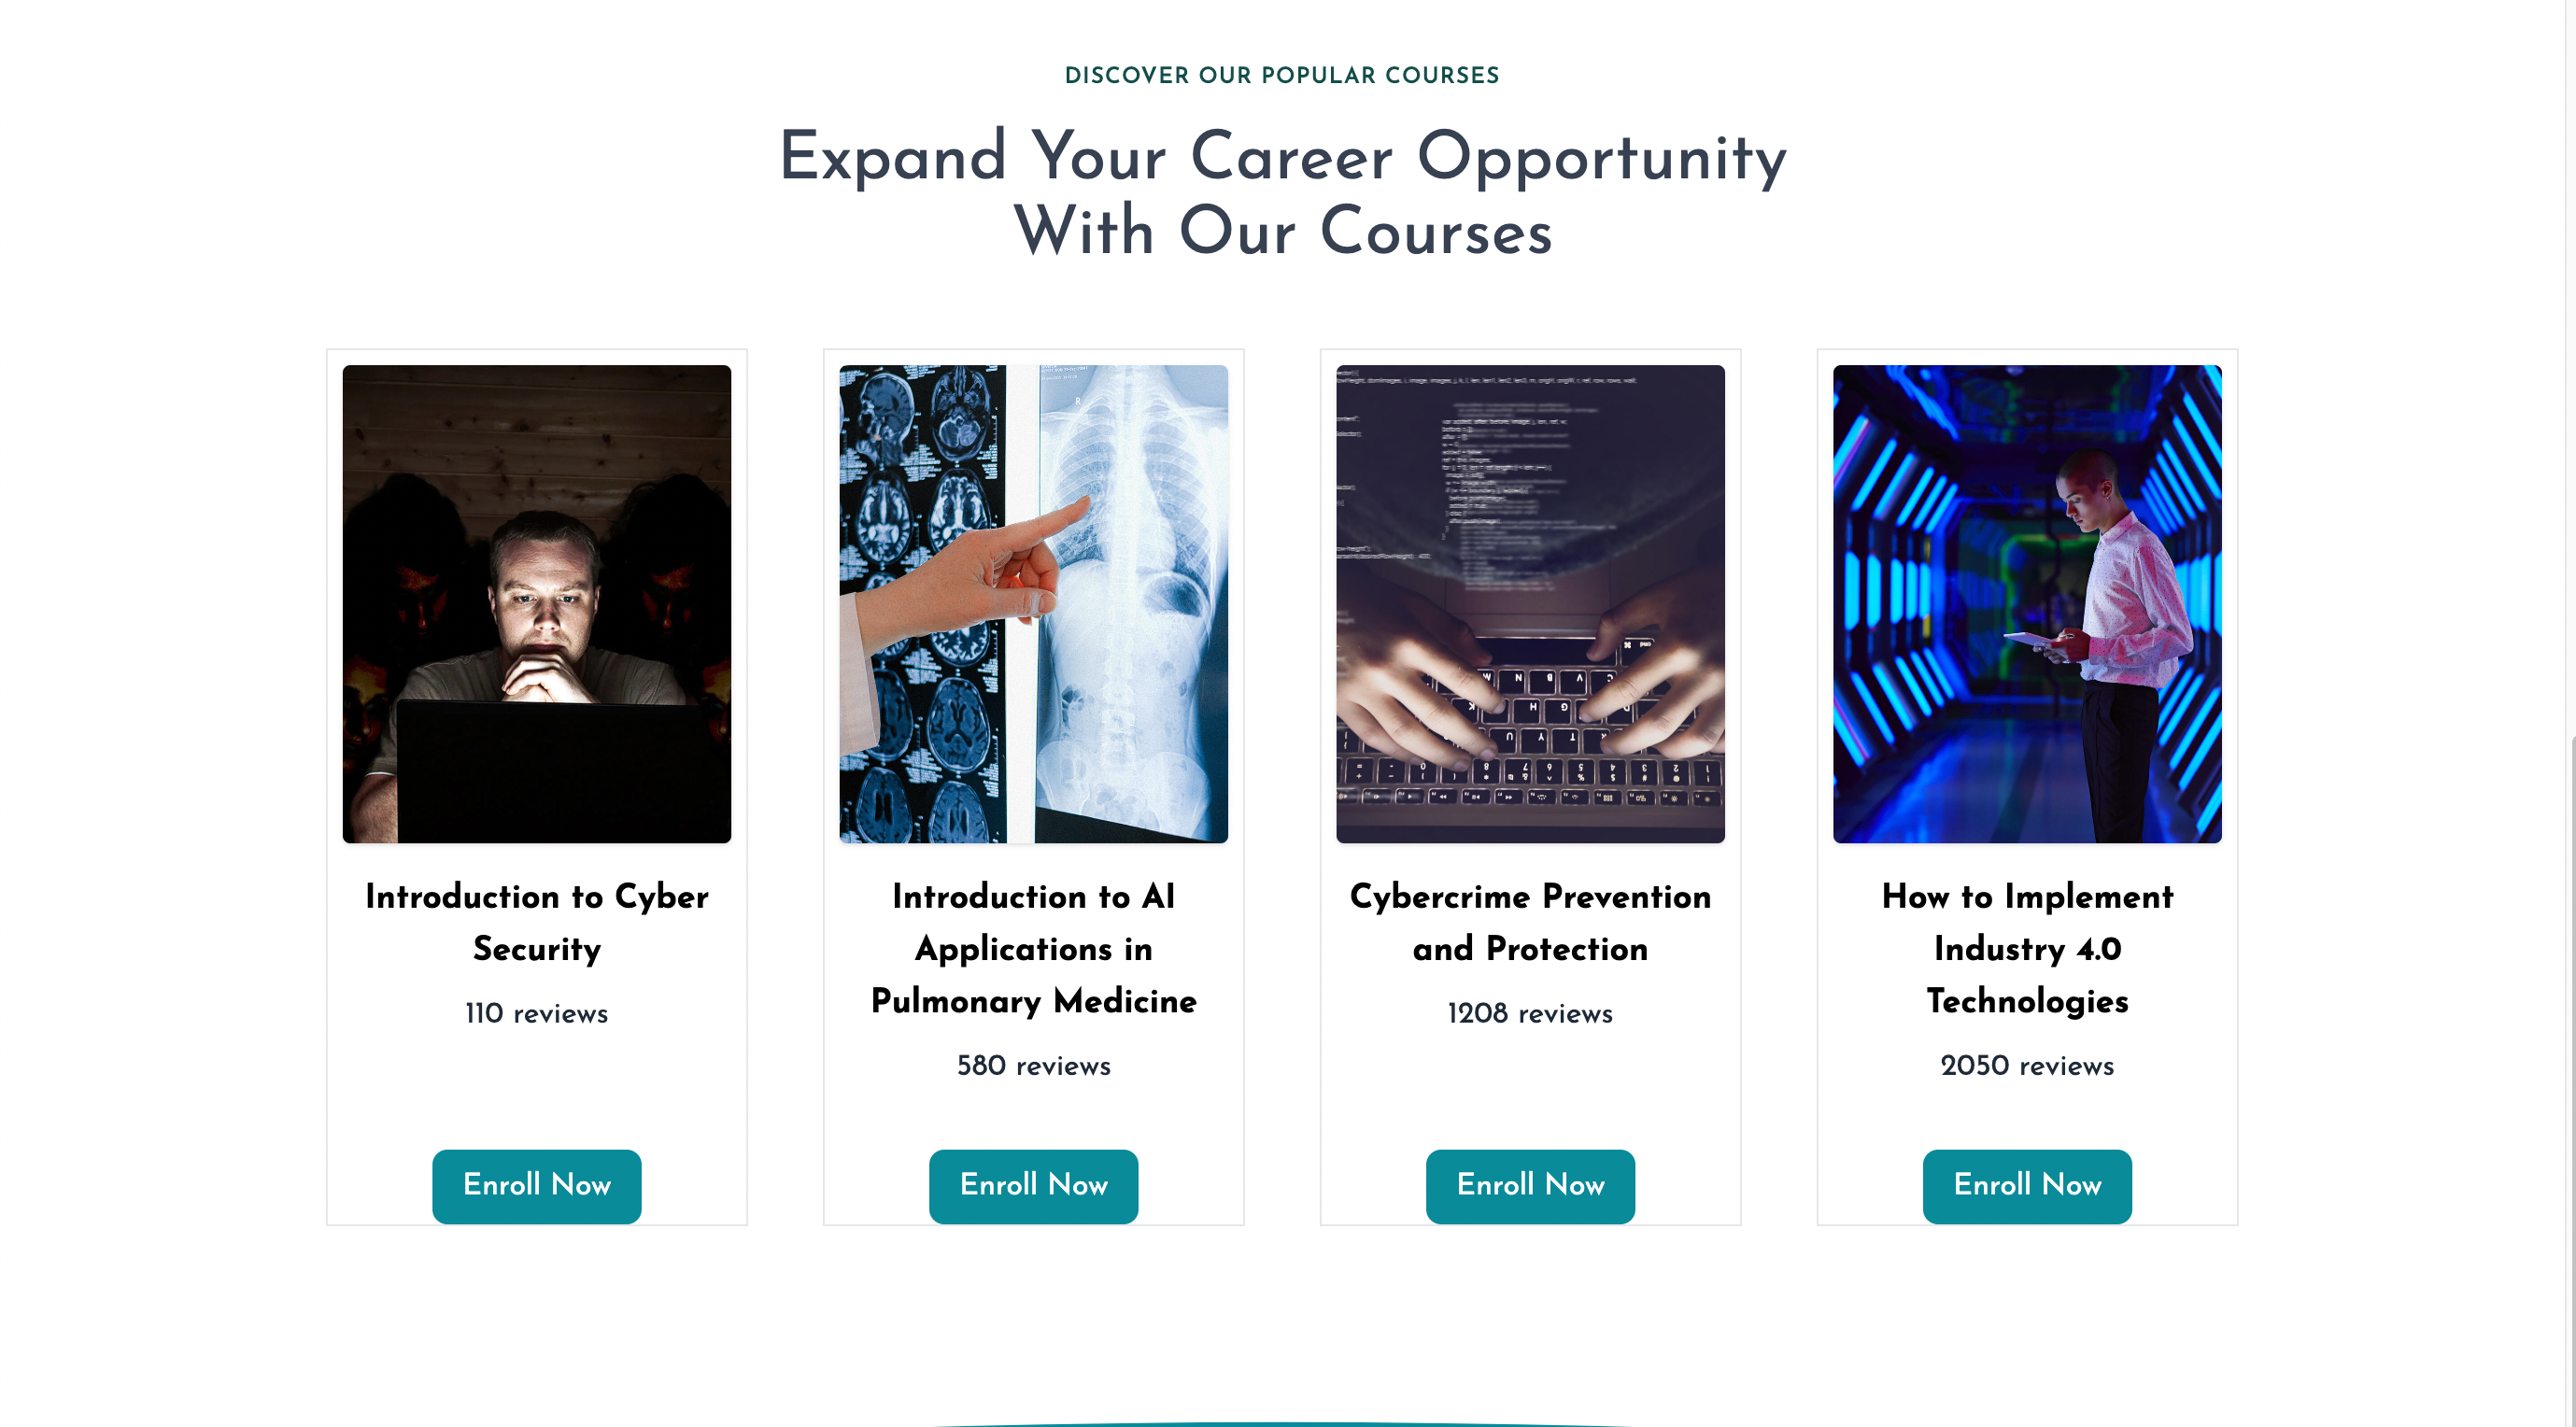 DISCOVER OUR POPULAR COURSES
Expand Your Career Opportunity
With Our Courses
Introduction to Cyber
Security
110 reviews
Enroll Now
Introduction to AI
Applications in
Pulmonary Medicine
580 reviews
Enroll Now
Cybercrime Prevention
and Protection
1208 reviews
Enroll Now
How to Implement
Industry 4.0
Technologies
2050 reviews
Enroll Now